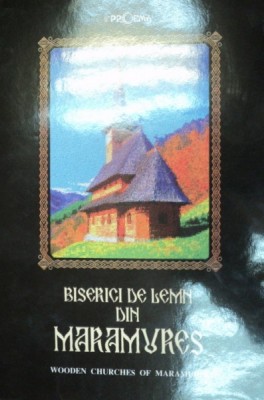 BISERICI DE LEMN
DIN
MARAMUREȘ
WOODEN CHURCHES OF